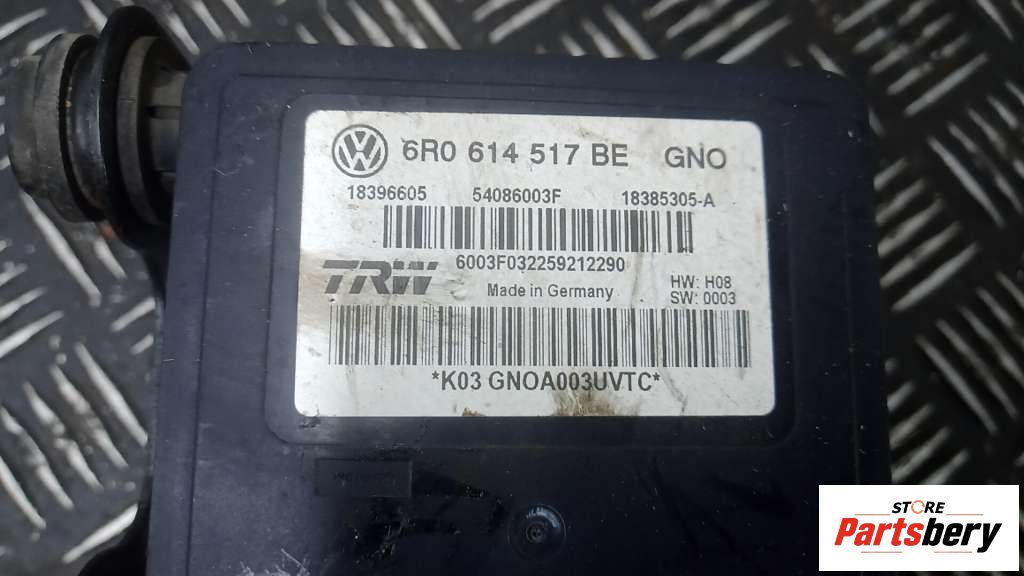 6R0 614 517 BE GNO
18396605 54086003F 18385305-A
6003F032259212290
TRW Made in Germany HW: H08
SW: 0003
*K03 GNOA003UVTC*
STORE
Partsbery